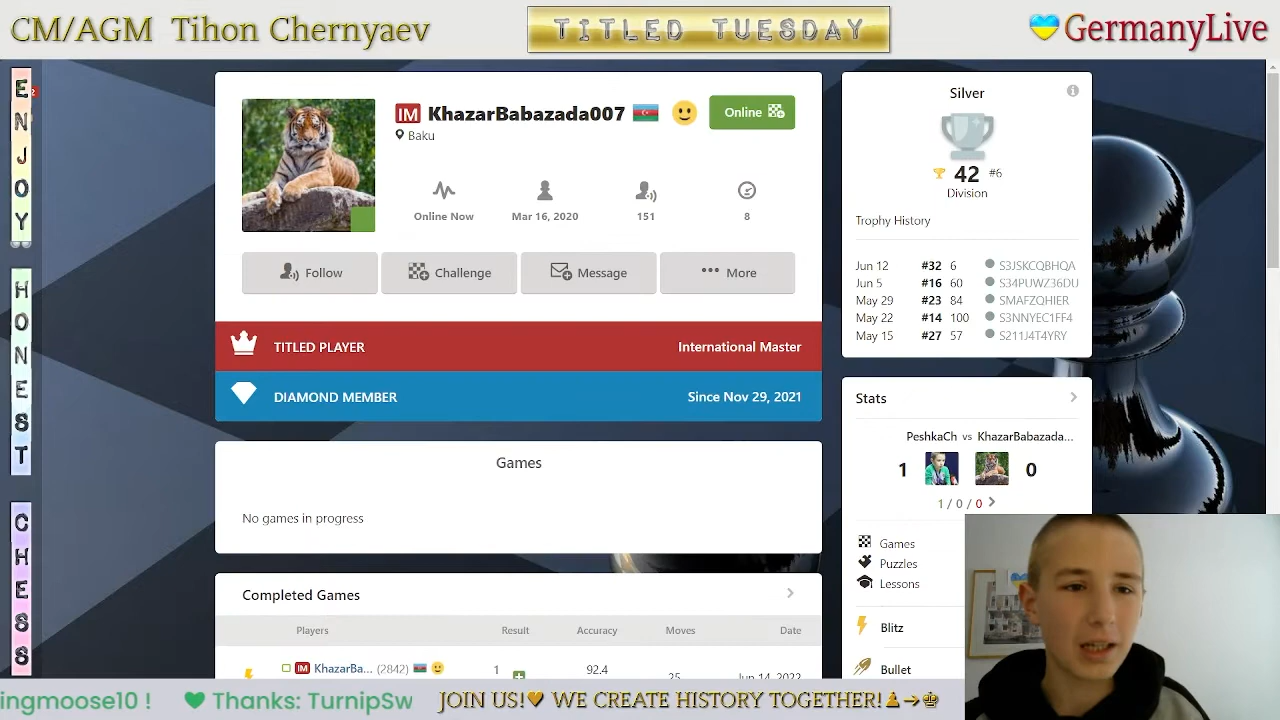 CM/AGM Tihon Chernyaev
TITLED TUESDAY
GermanyLive
ENJOY
HONEST
CHESS
2
IM KhazarBabazada007
Baku
Online
Online Now
Mar 16, 2020
151
8
Follow
Challenge
Message
More
TITLED PLAYER
International Master
DIAMOND MEMBER
Since Nov 29, 2021
Games
No games in progress
Completed Games
Players Result Accuracy Moves Date
IM KhazarBa... (2842) 1 92.4 25 Jun 14, 2022
Silver
42 #6
Division
Trophy History
Jun 12 #32 6 S3JSKCQBHQA
Jun 5 #16 60 S34PUWZ36DU
May 29 #23 84 SMAFZQHIER
May 22 #14 100 S3NNYEC1FF4
May 15 #27 57 S211J4T4YRY
Stats
PeshkaCh vs KhazarBabazada...
1 0
1 / 0 / 0
Games
Puzzles
Lessons
Blitz
Bullet
ingmoose10 !
Thanks: TurnipSw
JOIN US! WE CREATE HISTORY TOGETHER!